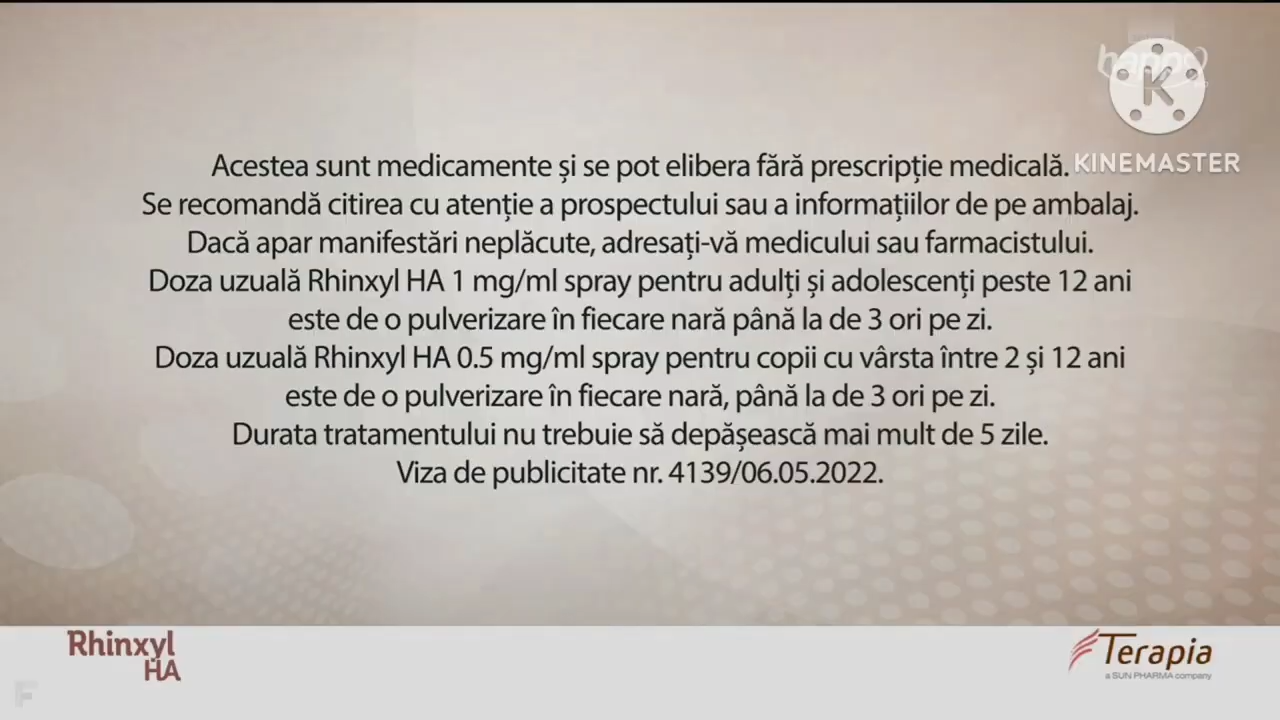 happy
K
KINEMASTER
Acestea sunt medicamente și se pot elibera fără prescripție medicală.
Se recomandă citirea cu atenție a prospectului sau a informațiilor de pe ambalaj.
Dacă apar manifestări neplăcute, adresați-vă medicului sau farmacistului.
Doza uzuală Rhinxyl HA 1 mg/ml spray pentru adulți și adolescenți peste 12 ani
este de o pulverizare în fiecare nară până la de 3 ori pe zi.
Doza uzuală Rhinxyl HA 0.5 mg/ml spray pentru copii cu vârsta între 2 și 12 ani
este de o pulverizare în fiecare nară, până la de 3 ori pe zi.
Durata tratamentului nu trebuie să depășească mai mult de 5 zile.
Viza de publicitate nr. 4139/06.05.2022.
Rhinxyl
HA
Terapia
a SUN PHARMA company
F